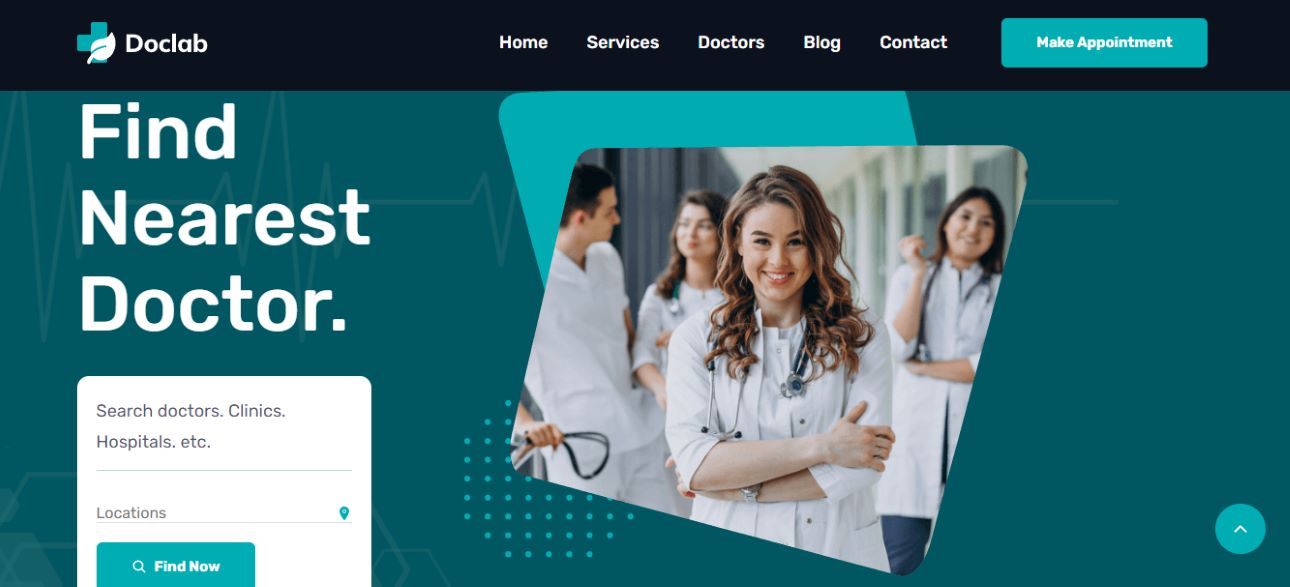 Doclab
Home Services Doctors Blog Contact Make Appointment
Find
Nearest
Doctor.
Search doctors. Clinics.
Hospitals. etc.
Locations
Find Now